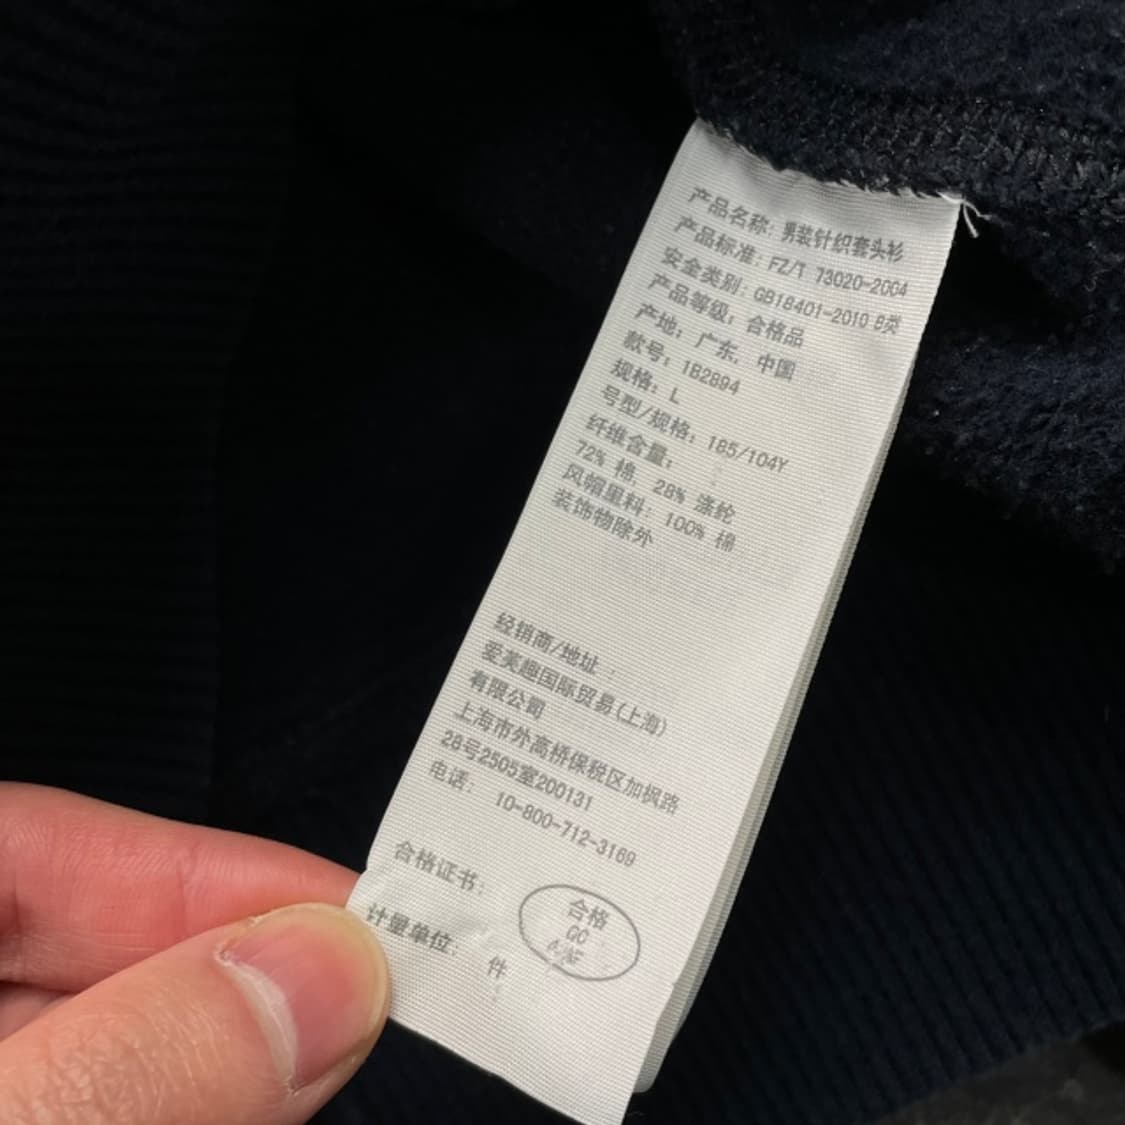 产品名称: 男装针织套头衫
产品标准: FZ/T 73020-2004
安全类别: GB18401-2010 B类
产品等级: 合格品
产地: 广东, 中国
款号: 1B2894
规格: L
号型/规格: 185/104Y
纤维含量:
72% 棉, 28% 涤纶
风帽里料: 100% 棉
装饰物除外
经销商/地址:
爱芙趣国际贸易(上海)
有限公司
上海市外高桥保税区加枫路
28号2505室200131
电话: 10-800-712-3169
合格证书:
合格
QC
计量单位: 件